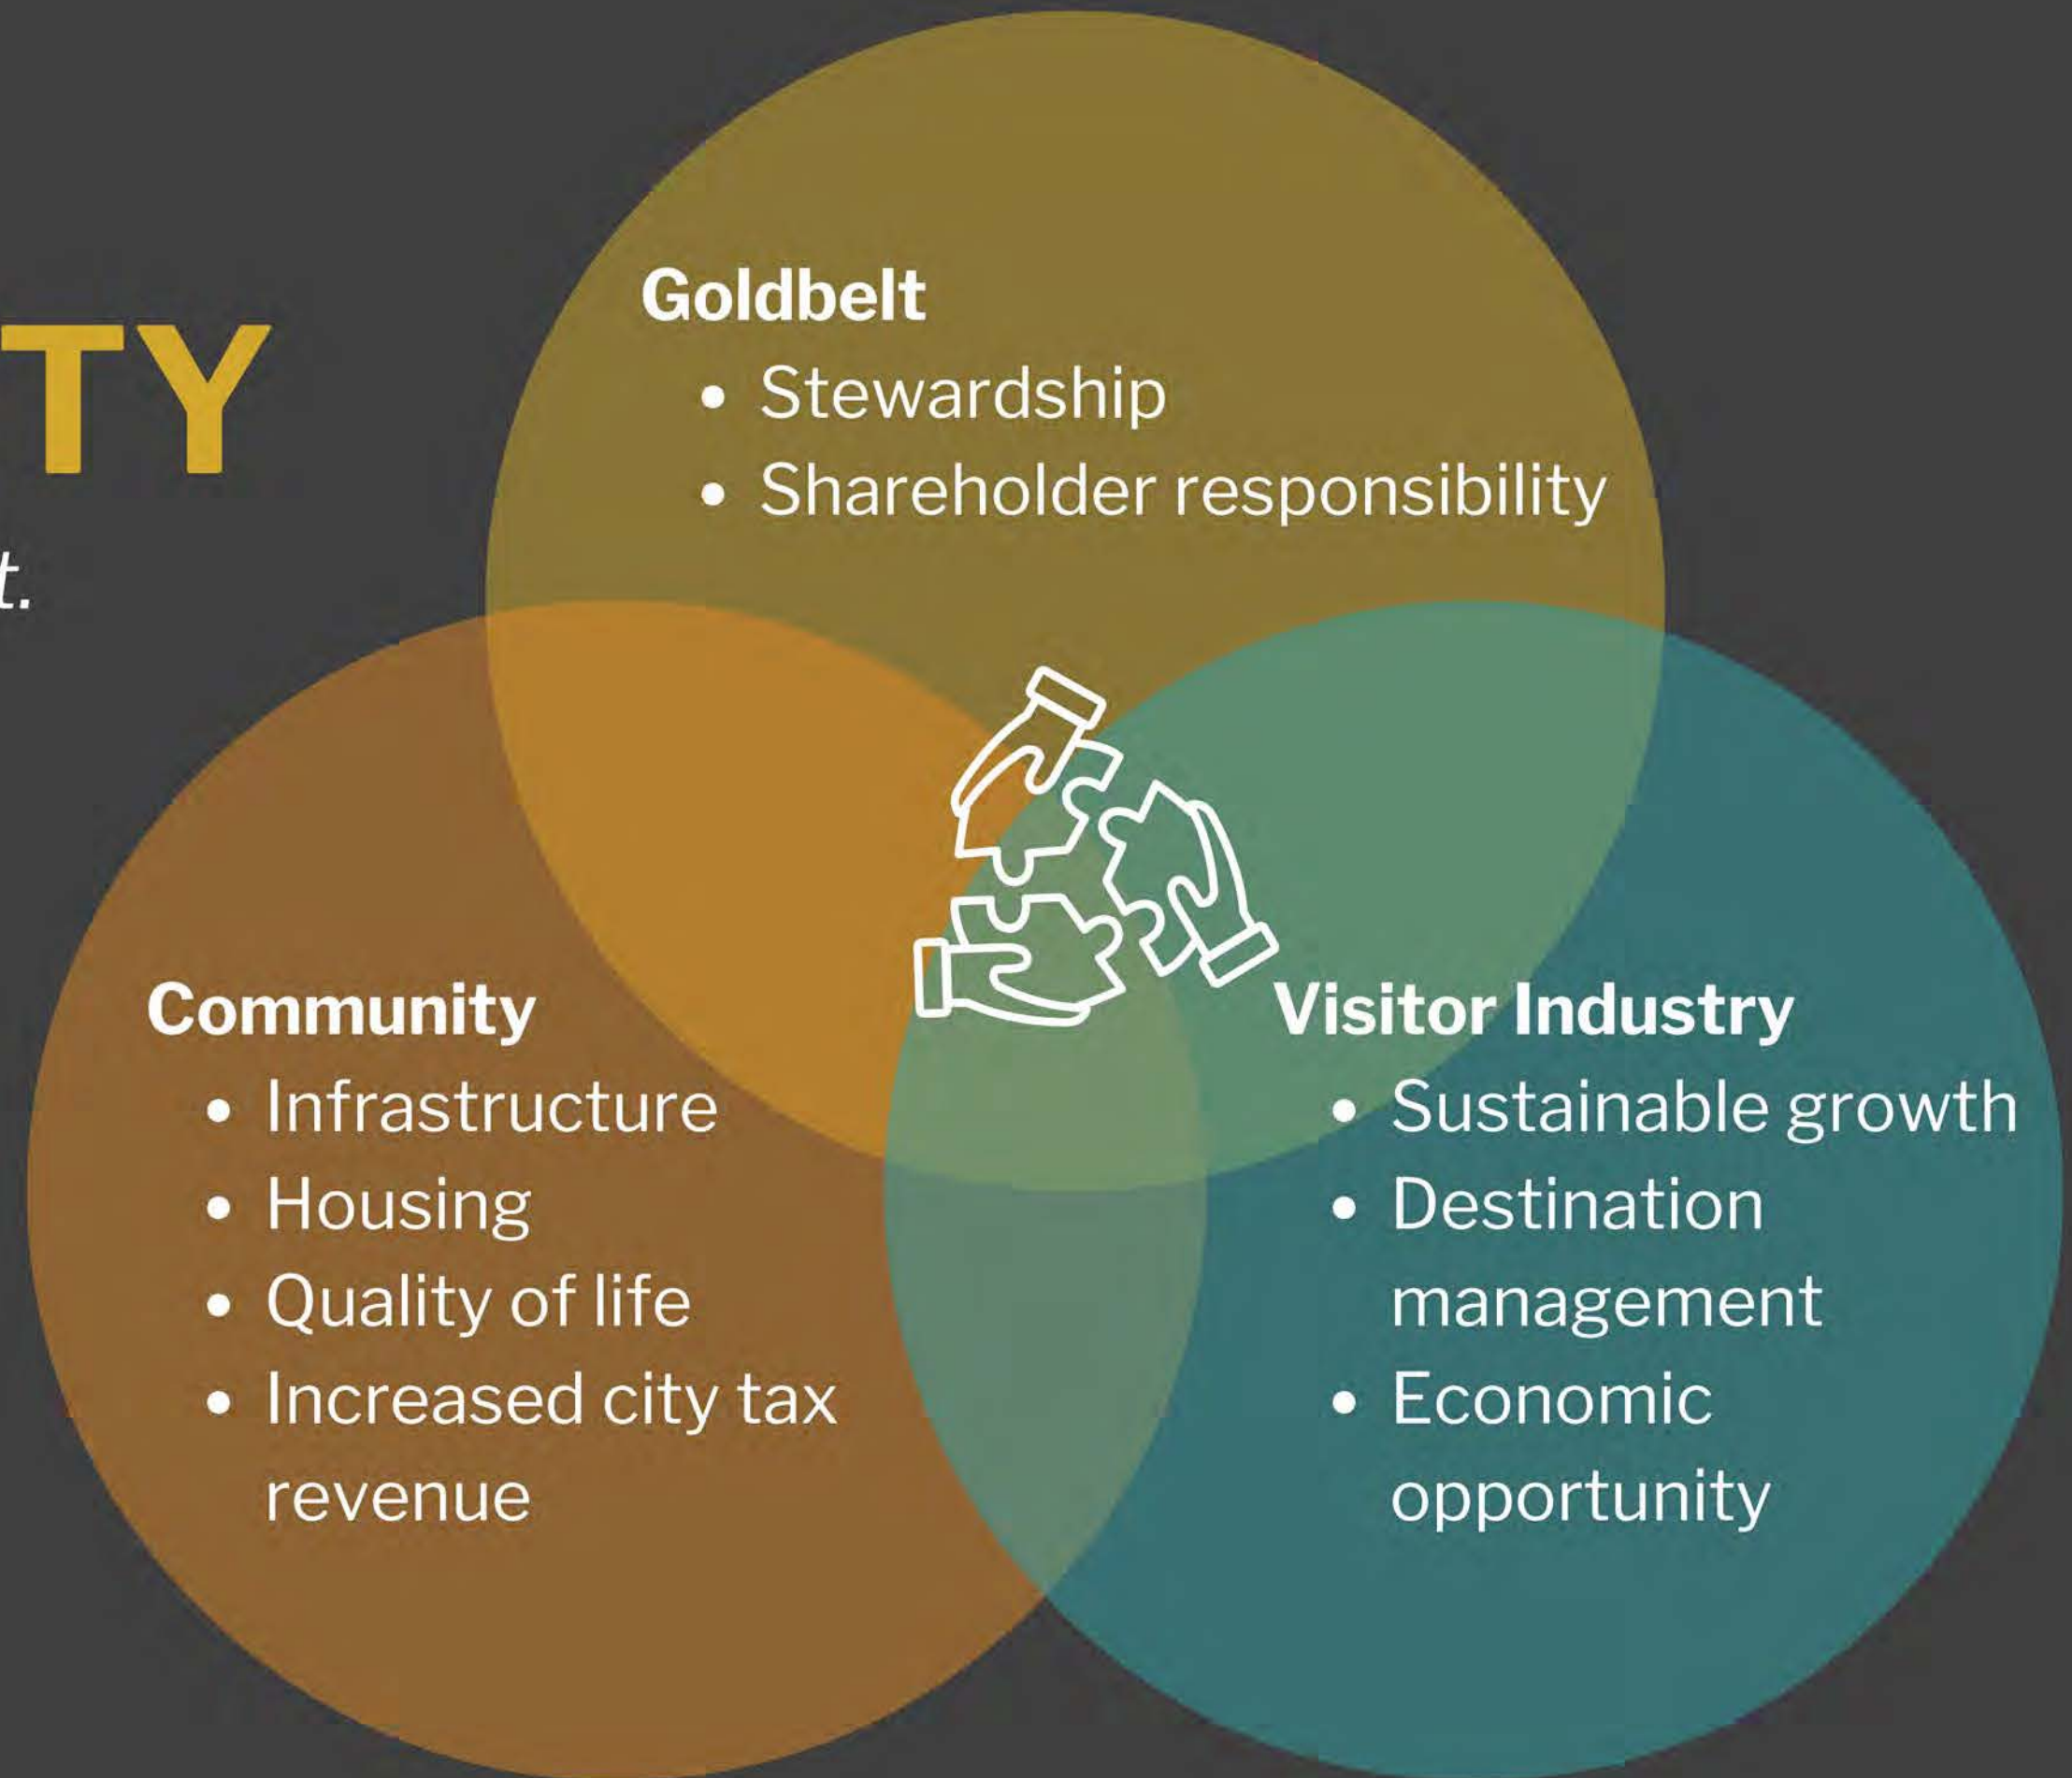 TY
t.
Goldbelt
• Stewardship
• Shareholder responsibility
Community
• Infrastructure
• Housing
• Quality of life
• Increased city tax
revenue
Visitor Industry
• Sustainable growth
• Destination
management
• Economic
opportunity